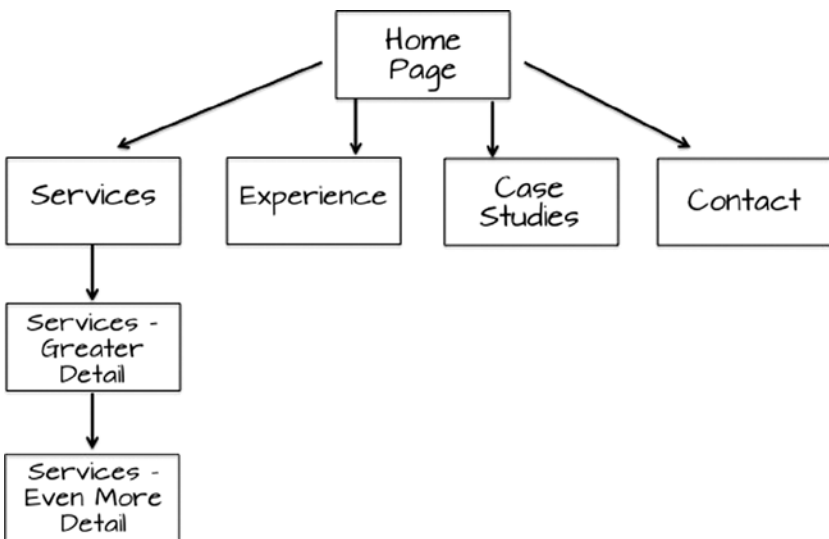 Home
Page
Services
Experience
Case
Studies
Contact
Services -
Greater
Detail
Services -
Even More
Detail